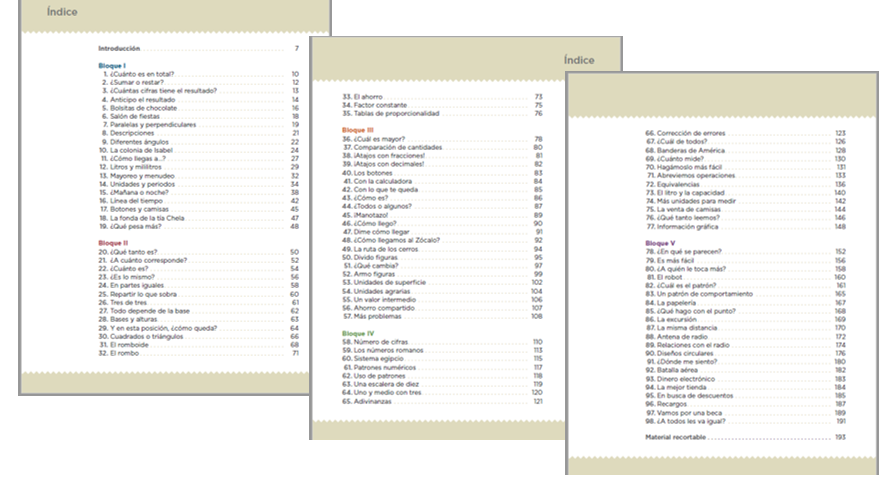 Índice
Introducción 7
Bloque I
1. ¿Cuánto es en total? 10
2. ¿Sumar o restar? 12
3. ¿Cuántas cifras tiene el resultado? 13
4. Anticipo el resultado 14
5. Bolsitas de chocolate 16
6. Salón de fiestas 18
7. Paralelas y perpendiculares 19
8. Descripciones 21
9. Diferentes ángulos 22
10. La colonia de Isabel 24
11. ¿Cómo llegas a...? 27
12. Litros y mililitros 29
13. Mayoreo y menudeo 32
14. Unidades y periodos 34
15. ¿Mañana o noche? 38
16. Línea del tiempo 42
17. Botones y camisas 45
18. La fonda de la tía Chela 47
19. ¿Qué pesa más? 48
Bloque II
20. ¿Qué tanto es? 50
21. ¿A cuánto corresponde? 52
22. ¿Cuánto es? 54
23. ¿Es lo mismo? 56
24. En partes iguales 58
25. Repartir lo que sobra 60
26. Tres de tres 61
27. Todo depende de la base 62
28. Bases y alturas 63
29. Y en esta posición, ¿cómo queda? 64
30. Cuadrados o triángulos 66
31. El romboide 68
32. El rombo 71
Índice
33. El ahorro 73
34. Factor constante 75
35. Tablas de proporcionalidad 76
Bloque III
36. ¿Cuál es mayor? 78
37. Comparación de cantidades 80
38. ¡Atajos con fracciones! 81
39. ¡Atajos con decimales! 82
40. Los botones 83
41. Con la calculadora 84
42. Con lo que te queda 85
43. ¿Cómo es? 86
44. ¿Todos o algunos? 87
45. ¡Manotazo! 89
46. ¿Cómo llego? 90
47. Dime cómo llegar 91
48. ¿Cómo llegamos al Zócalo? 92
49. La ruta de los cerros 94
50. Divido figuras 95
51. ¿Qué cambia? 97
52. Armo figuras 99
53. Unidades de superficie 102
54. Unidades agrarias 104
55. Un valor intermedio 106
56. Ahorro compartido 107
57. Más problemas 108
Bloque IV
58. Número de cifras 110
59. Los números romanos 113
60. Sistema egipcio 115
61. Patrones numéricos 117
62. Uso de patrones 118
63. Una escalera de diez 119
64. Uno y medio con tres 120
65. Adivinanzas 121
66. Corrección de errores 123
67. ¿Cuál de todos? 126
68. Banderas de América 128
69. ¿Cuánto mide? 130
70. Hagámoslo más fácil 131
71. Abreviemos operaciones 133
72. Equivalencias 136
73. El litro y la capacidad 140
74. Más unidades para medir 142
75. La venta de camisas 144
76. ¿Qué tanto leemos? 146
77. Información gráfica 148
Bloque V
78. ¿En qué se parecen? 152
79. Es más fácil 156
80. ¿A quién le toca más? 158
81. El robot 160
82. ¿Cuál es el patrón? 161
83. Un patrón de comportamiento 165
84. La papelería 167
85. ¿Qué hago con el punto? 168
86. La excursión 169
87. La misma distancia 170
88. Antena de radio 172
89. Relaciones con el radio 174
90. Diseños circulares 176
91. ¿Dónde me siento? 180
92. Batalla aérea 182
93. Dinero electrónico 183
94. La mejor tienda 184
95. En busca de descuentos 185
96. Recargos 187
97. Vamos por una beca 189
98. ¿A todos les va igual? 191
Material recortable 193